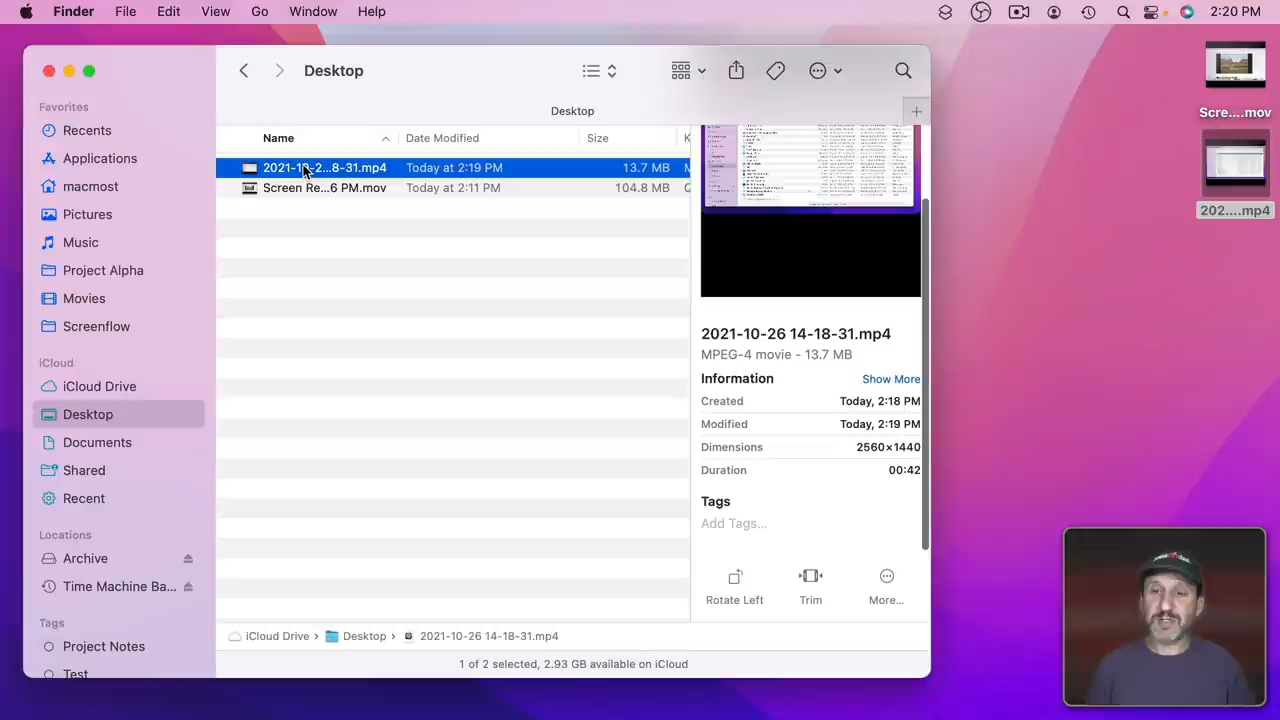 Finder File Edit View Go Window Help 2:20 PM
Desktop
Desktop
Favorites
Recents
Applications
macmost
Pictures
Music
Project Alpha
Movies
Screenflow
iCloud
iCloud Drive
Desktop
Documents
Shared
Recent
Locations
Archive
Time Machine Ba...
Tags
Project Notes
Test
Name Date Modified Size K
2021-10-2...8-31.mp4 Today at 2:19 PM 13.7 MB M
Screen Re...6 PM.mov Today at 2:11 PM 104.8 MB Q
2021-10-26 14-18-31.mp4
MPEG-4 movie - 13.7 MB
Information Show More
Created Today, 2:18 PM
Modified Today, 2:19 PM
Dimensions 2560×1440
Duration 00:42
Tags
Add Tags...
Rotate Left Trim More...
iCloud Drive › Desktop › 2021-10-26 14-18-31.mp4
1 of 2 selected, 2.93 GB available on iCloud
Scre....mov
202....mp4